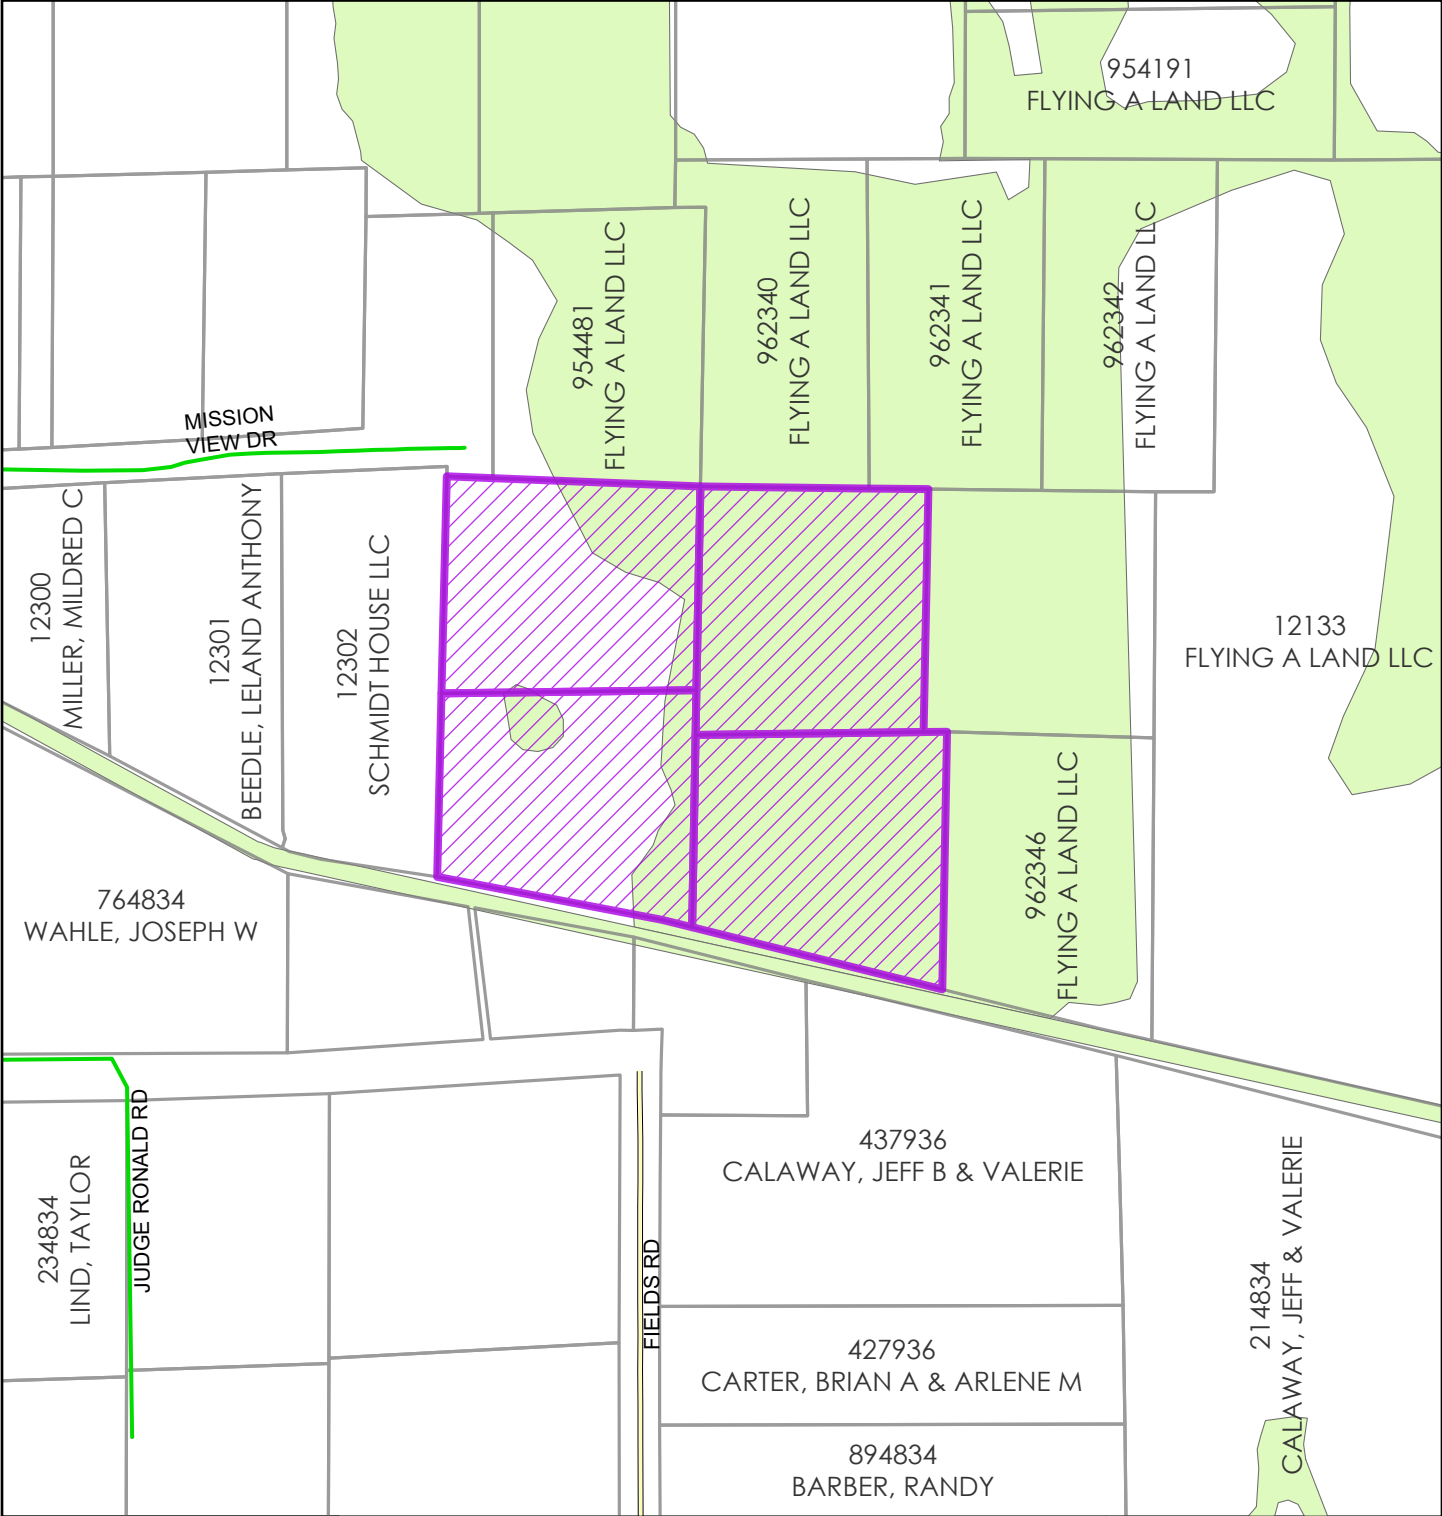 954191
FLYING A LAND LLC
954481
FLYING A LAND LLC
962340
FLYING A LAND LLC
962341
FLYING A LAND LLC
962342
FLYING A LAND LLC
MISSION
VIEW DR
12300
MILLER, MILDRED C
12301
BEEDLE, LELAND ANTHONY
12302
SCHMIDT HOUSE LLC
12133
FLYING A LAND LLC
962346
FLYING A LAND LLC
764834
WAHLE, JOSEPH W
234834
LIND, TAYLOR
JUDGE RONALD RD
FIELDS RD
437936
CALAWAY, JEFF B & VALERIE
214834
CALAWAY, JEFF & VALERIE
427936
CARTER, BRIAN A & ARLENE M
894834
BARBER, RANDY